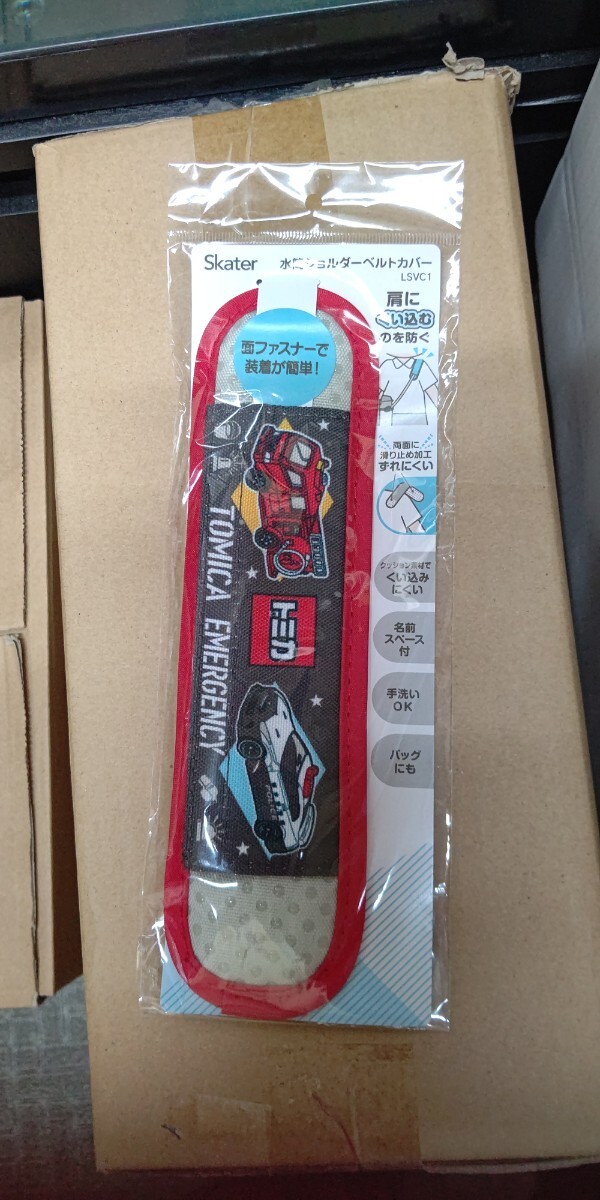 Skater
水筒ショルダーベルトカバー
LSVC1
肩に
くい込む
のを防ぐ
面ファスナーで
装着が簡単!
両面に
滑り止め加工
ずれにくい
クッション素材で
くい込み
にくい
名前
スペース
付
手洗い
OK
バッグ
にも
TOMICA EMERGENCY
トミカ
POLICE